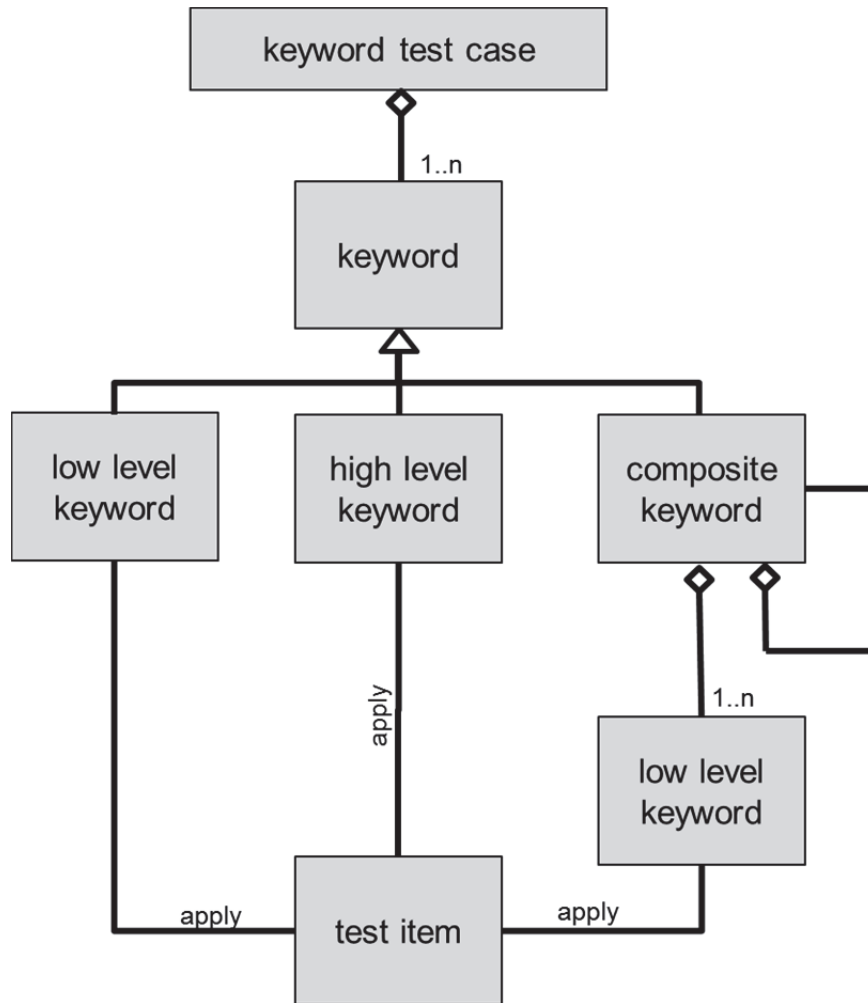 keyword test case
1..n
keyword
low level
keyword
high level
keyword
composite
keyword
apply
1..n
low level
keyword
apply
test item
apply